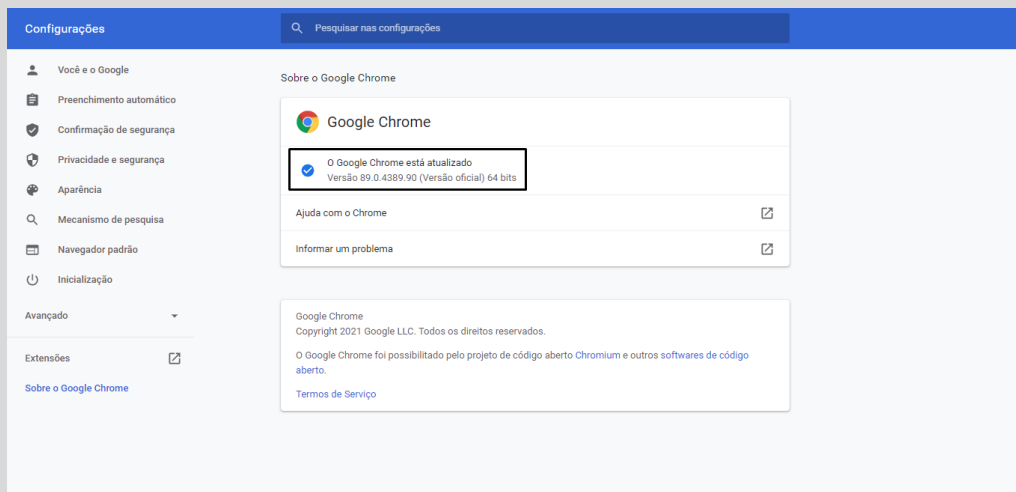 Configurações
Pesquisar nas configurações
Você e o Google
Preenchimento automático
Confirmação de segurança
Privacidade e segurança
Aparência
Mecanismo de pesquisa
Navegador padrão
Inicialização
Avançado
Extensões
Sobre o Google Chrome
Sobre o Google Chrome
Google Chrome
O Google Chrome está atualizado
Versão 89.0.4389.90 (Versão oficial) 64 bits
Ajuda com o Chrome
Informar um problema
Google Chrome
Copyright 2021 Google LLC. Todos os direitos reservados.
O Google Chrome foi possibilitado pelo projeto de código aberto Chromium e outros softwares de código
aberto.
Termos de Serviço